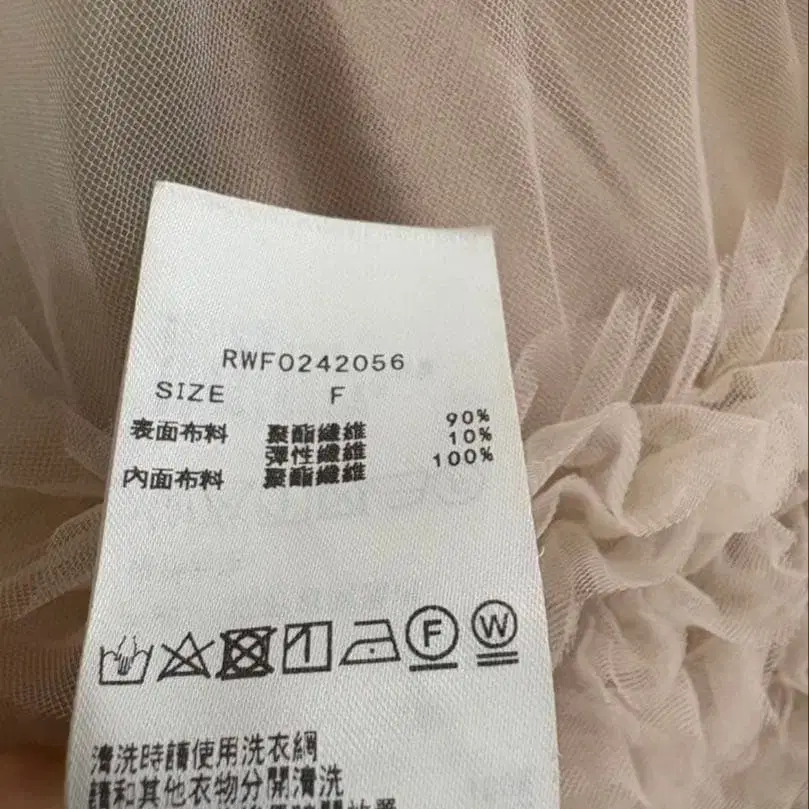 RWF0242056
SIZE F
表面布料 聚酯纖維 90%
彈性纖維 10%
內面布料 聚酯纖維 100%
F W
清洗時請使用洗衣網
請和其他衣物分開清洗